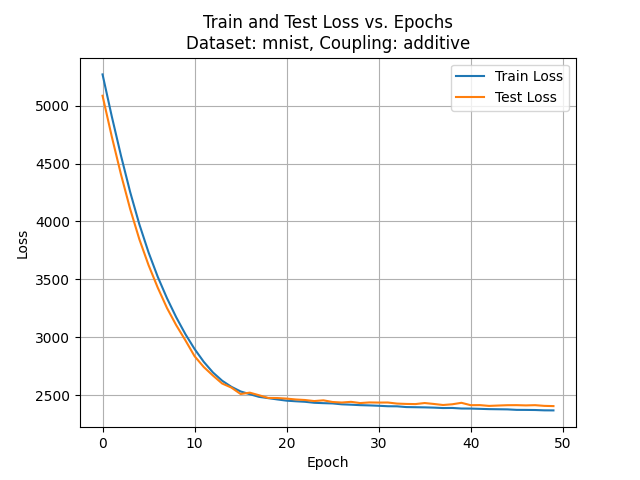 Train and Test Loss vs. Epochs
Dataset: mnist, Coupling: additive
Train Loss
Test Loss
5000
4500
4000
3500
3000
2500
Loss
0 10 20 30 40 50
Epoch